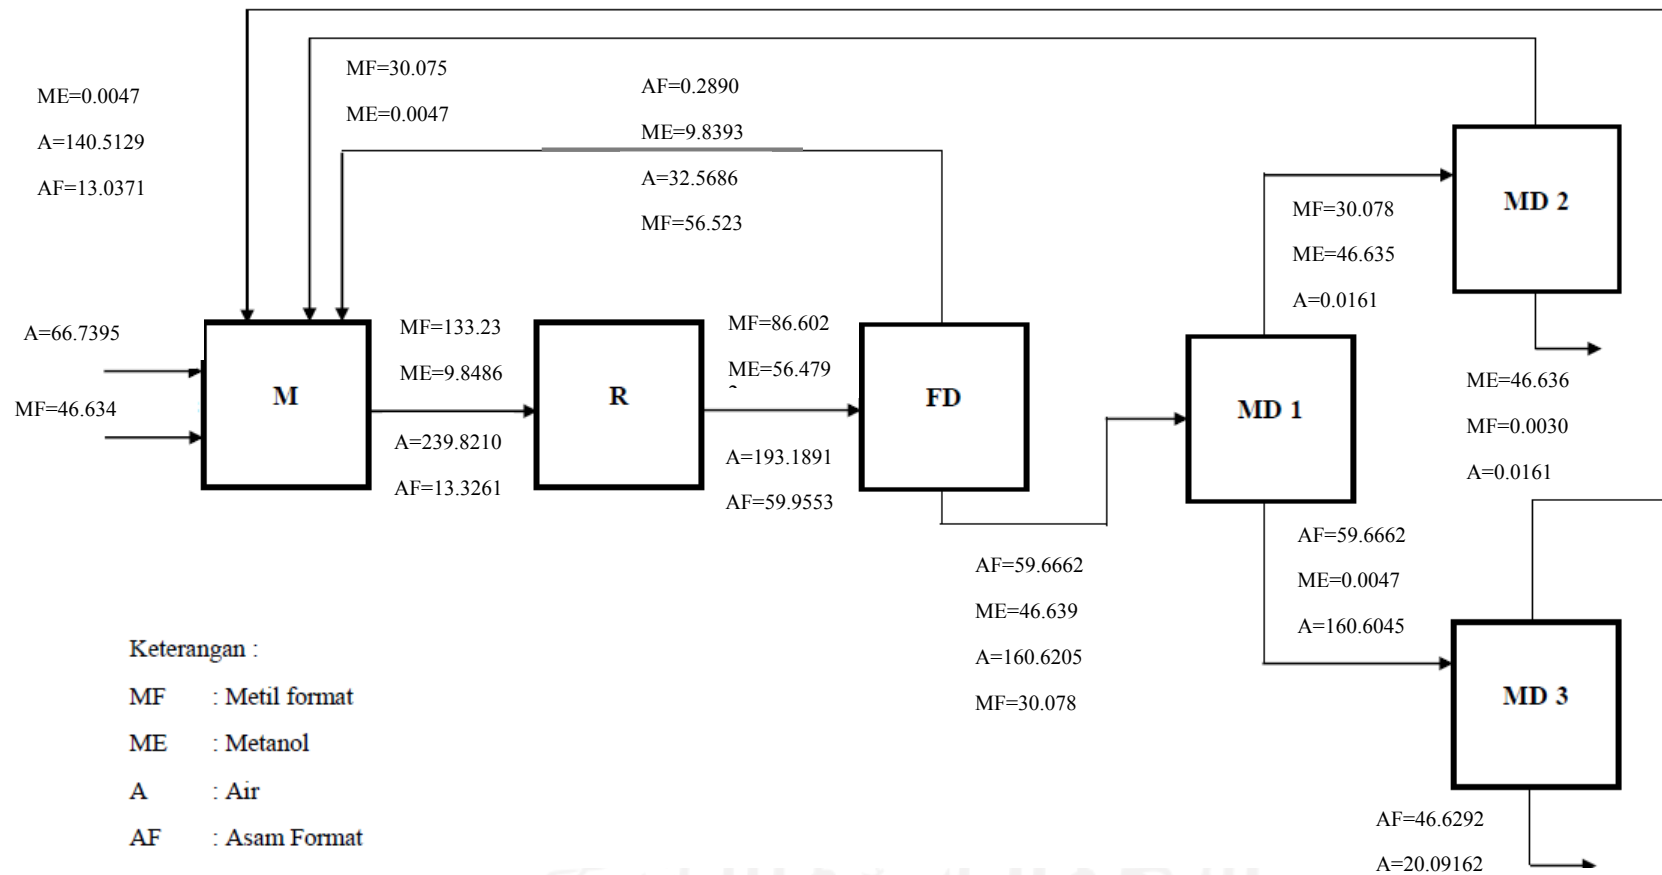 ME=0.0047
A=140.5129
AF=13.0371
MF=30.075
ME=0.0047
AF=0.2890
ME=9.8393
A=32.5686
MF=56.523
A=66.7395
MF=46.634
M
MF=133.23
ME=9.8486
A=239.8210
AF=13.3261
R
MF=86.602
ME=56.479
A=193.1891
AF=59.9553
FD
AF=59.6662
ME=46.639
A=160.6205
MF=30.078
MD 1
MF=30.078
ME=46.635
A=0.0161
MD 2
ME=46.636
MF=0.0030
A=0.0161
AF=59.6662
ME=0.0047
A=160.6045
MD 3
AF=46.6292
A=20.09162
Keterangan :
MF : Metil format
ME : Metanol
A : Air
AF : Asam Format